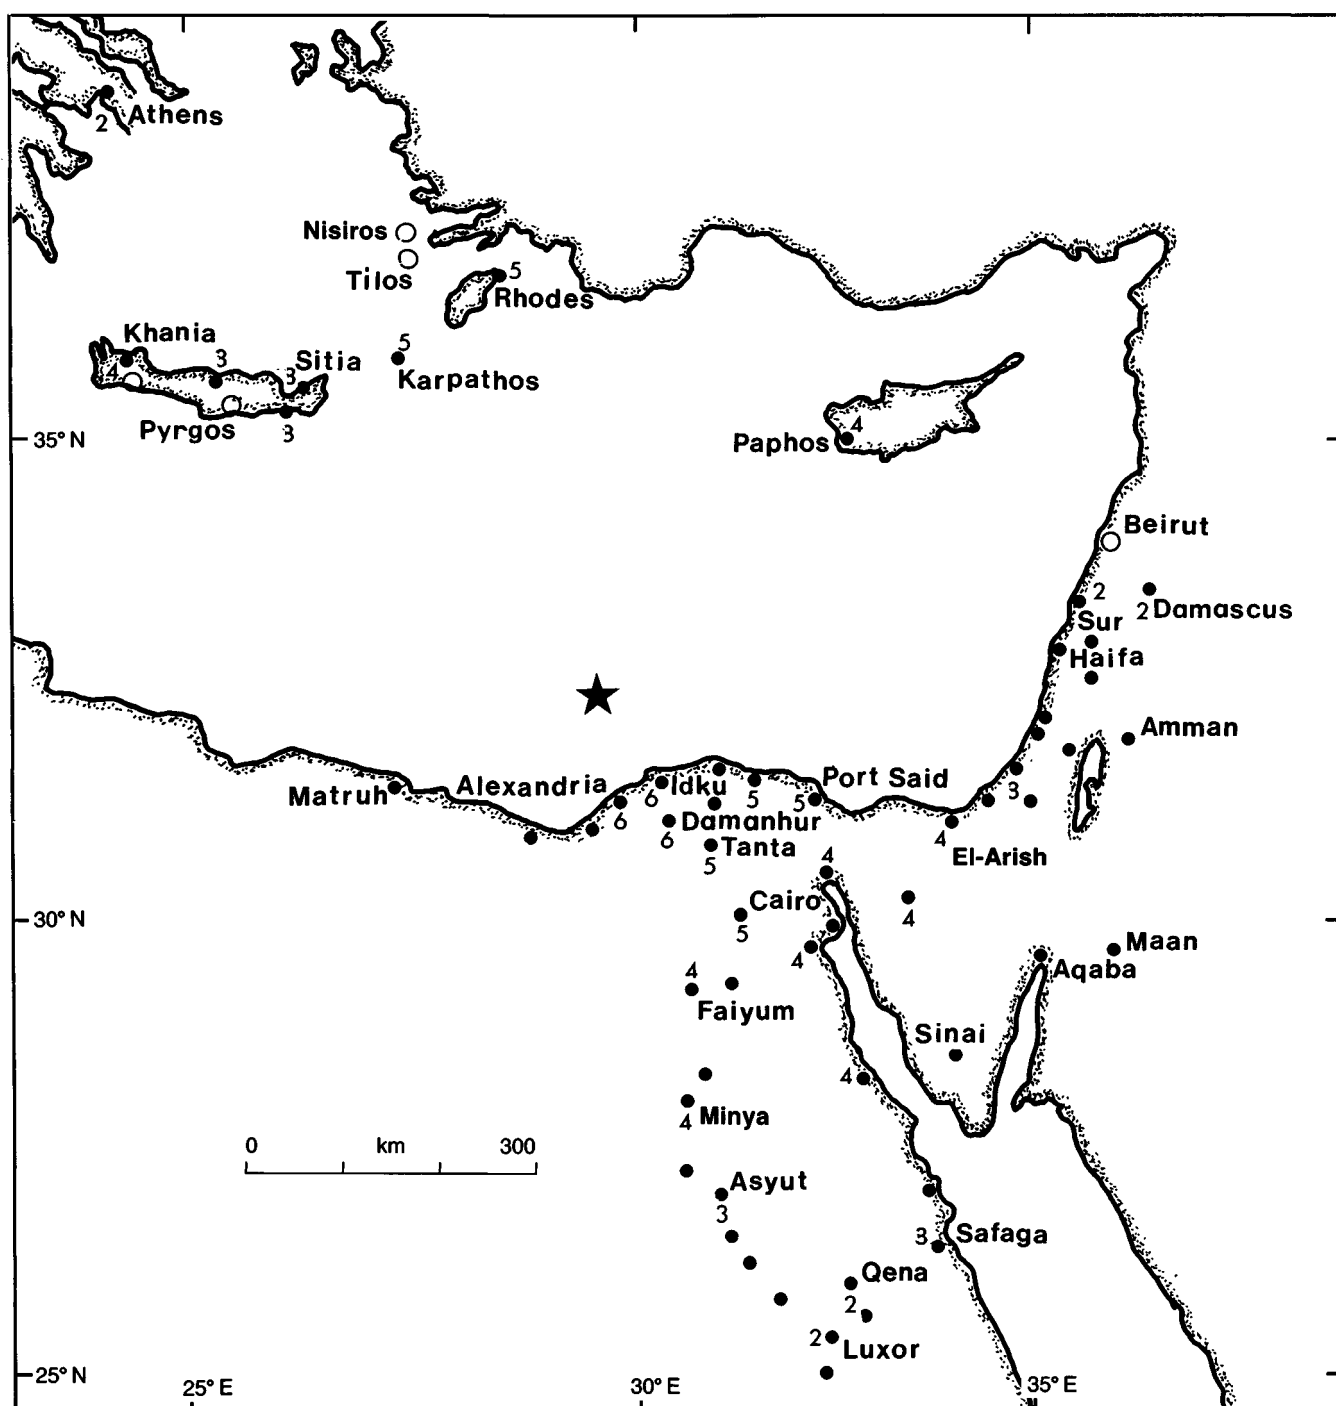 2 Athens
Nisiros
Tilos
5
Rhodes
Khania
4
3
3 Sitia
5
Karpathos
Pyrgos
3
35° N
4
Paphos
Beirut
2
2 Damascus
Sur
Haifa
Amman
Matruh
Alexandria
6
6 Idku
5
5
Port Said
3
6
Damanhur
5
Tanta
4
El-Arish
4
4
Cairo
5
30° N
4
Maan
Aqaba
4
Faiyum
Sinai
4
4 Minya
0 km 300
Asyut
3
3 Safaga
Qena
2
2
Luxor
25° N
25° E
30° E
35° E